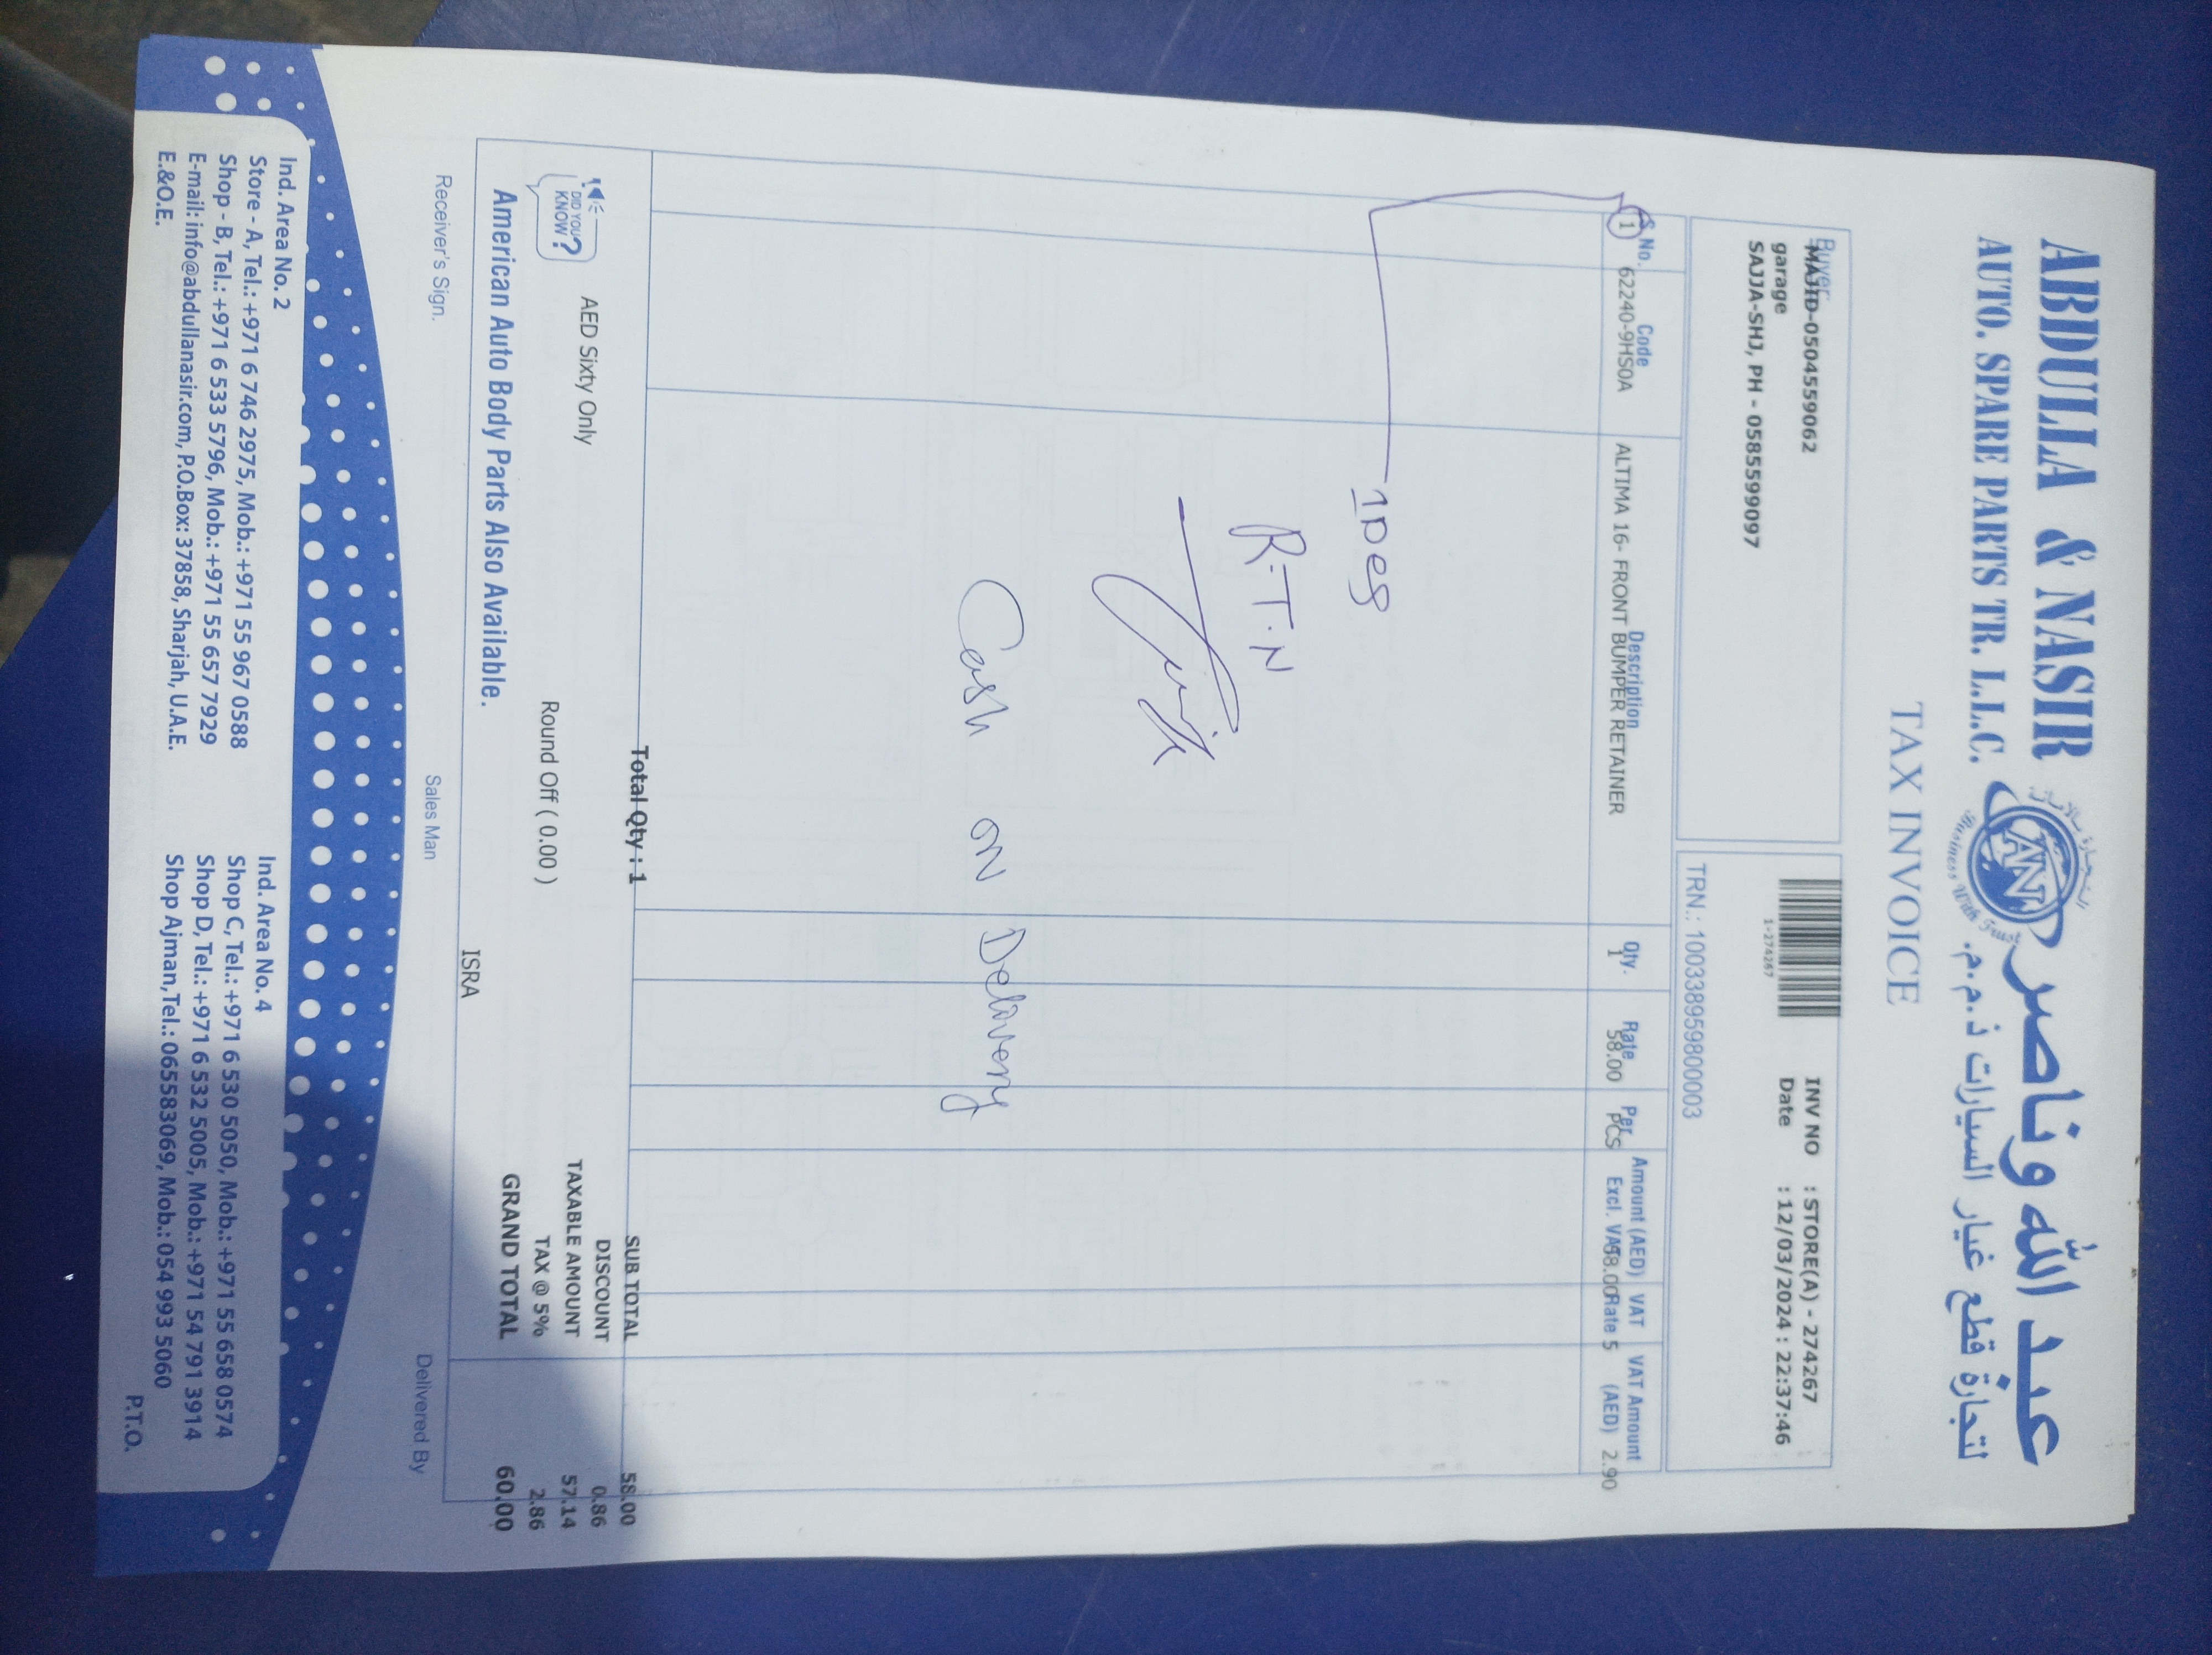 ABDULLA & NASIR
AUTO. SPARE PARTS TR. L.L.C.
عبد الله وناصر
لتجارة قطع غيار السيارات ذ.م.م.
AN
Business With Trust
TAX INVOICE
Buyer
MAJID-0504559062
garage
SAJJA-SHJ, PH - 0585599097
1-274267
INV NO : STORE(A) - 274267
Date : 12/03/2024 : 22:37:46
TRN.: 100338959800003
S No. Code Description Qty. Rate Per Amount (AED) Excl. VAT VAT Rate VAT Amount (AED)
1 62240-9HS0A ALTIMA 16- FRONT BUMPER RETAINER 1 58.00 PCS 58.00 5 2.90
R.T.N
Cash on Delivery
Total Qty : 1
SUB TOTAL 58.00
DISCOUNT 0.86
AED Sixty Only
TAXABLE AMOUNT 57.14
Round Off ( 0.00 )
TAX @ 5% 2.86
GRAND TOTAL 60.00
DID YOU KNOW?
American Auto Body Parts Also Available.
ISRA
Receiver's Sign.
Sales Man
Delivered By
Ind. Area No. 2
Store - A, Tel.: +971 6 746 2975, Mob.: +971 55 967 0588
Shop - B, Tel.: +971 6 533 5796, Mob.: +971 55 657 7929
E-mail: info@abdullanasir.com, P.O.Box: 37858, Sharjah, U.A.E.
E.&O.E.
Ind. Area No. 4
Shop C, Tel.: +971 6 530 5050, Mob.: +971 55 658 0574
Shop D, Tel.: +971 6 532 5005, Mob.: +971 54 791 3914
Shop Ajman,Tel.: 065583069, Mob.: 054 993 5060
P.T.O.